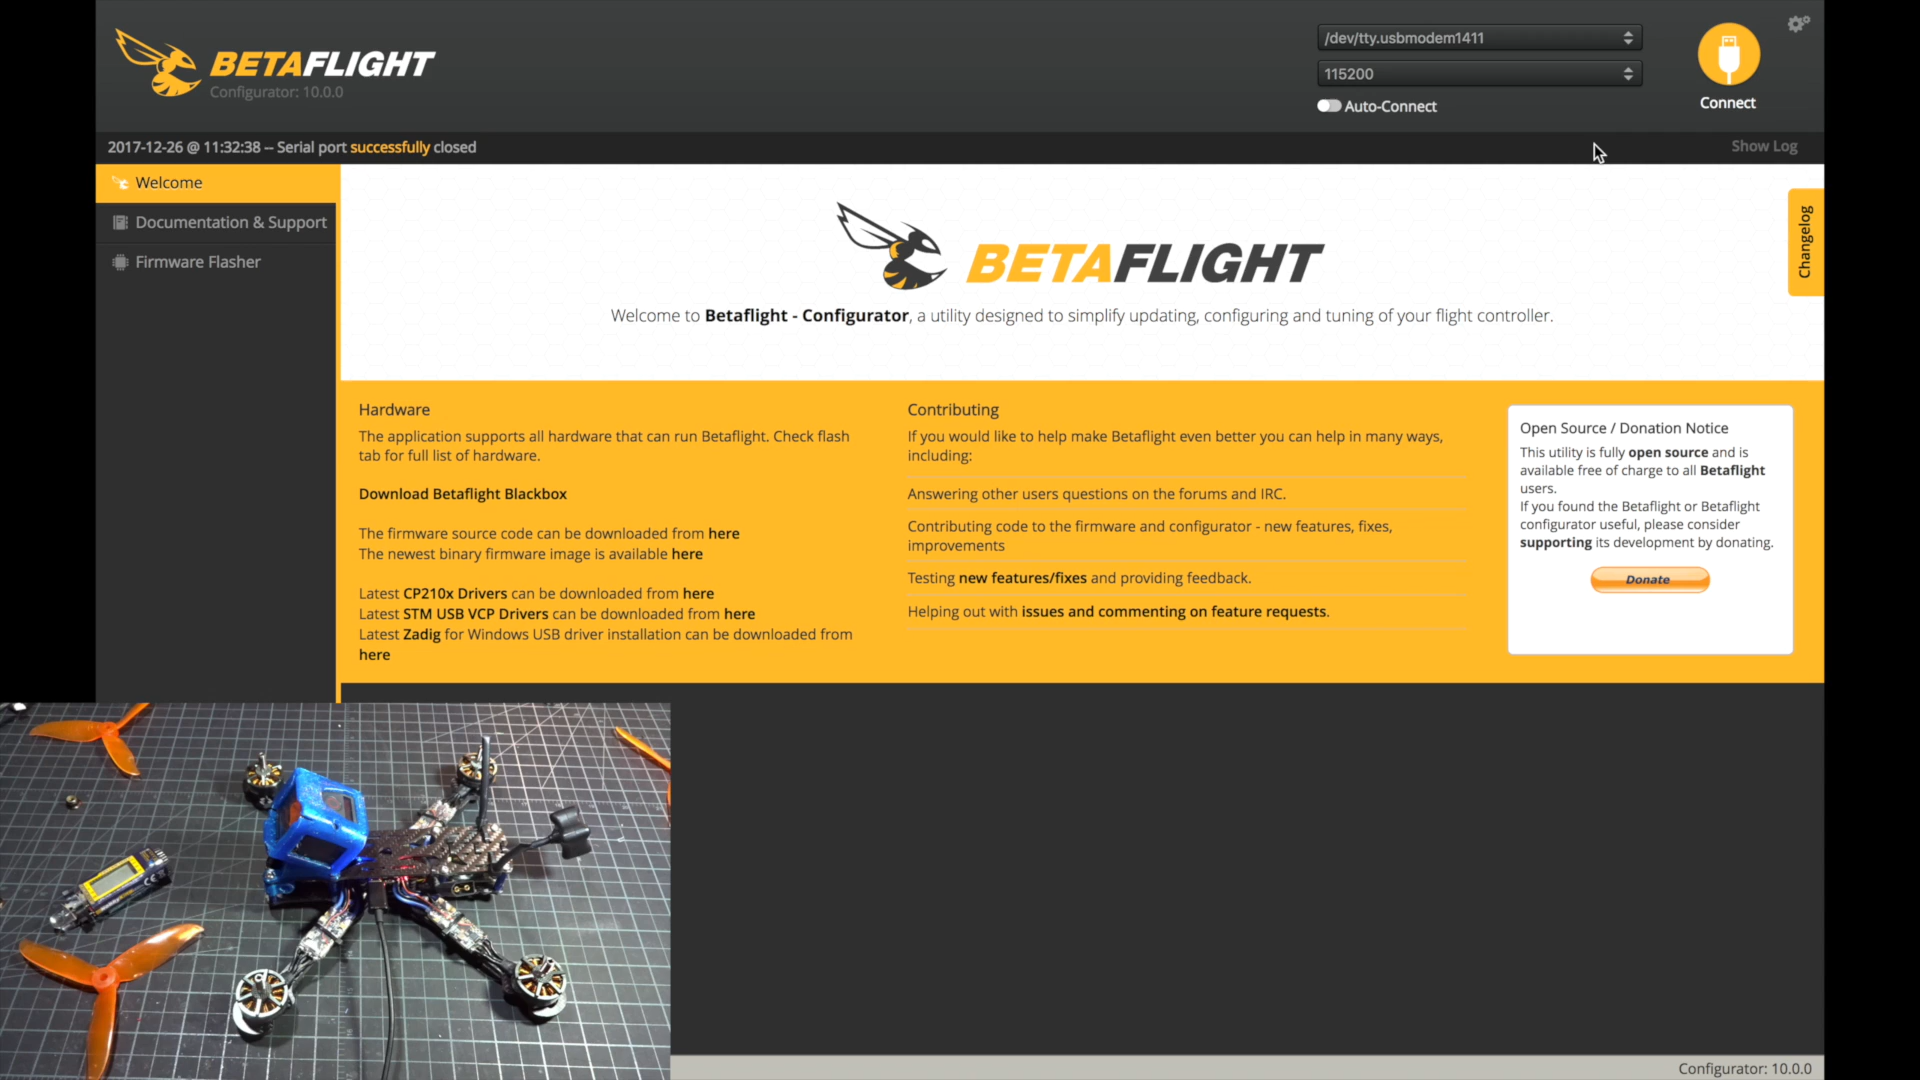 BETAFLIGHT
Configurator: 10.0.0
/dev/tty.usbmodem1411
115200
Auto-Connect
Connect
2017-12-26 @ 11:32:38 -- Serial port successfully closed
Show Log
Welcome
Documentation & Support
Firmware Flasher
Changelog
BETAFLIGHT
Welcome to Betaflight - Configurator, a utility designed to simplify updating, configuring and tuning of your flight controller.
Hardware
The application supports all hardware that can run Betaflight. Check flash
tab for full list of hardware.
Download Betaflight Blackbox
The firmware source code can be downloaded from here
The newest binary firmware image is available here
Latest CP210x Drivers can be downloaded from here
Latest STM USB VCP Drivers can be downloaded from here
Latest Zadig for Windows USB driver installation can be downloaded from
here
Contributing
If you would like to help make Betaflight even better you can help in many ways,
including:
Answering other users questions on the forums and IRC.
Contributing code to the firmware and configurator - new features, fixes,
improvements
Testing new features/fixes and providing feedback.
Helping out with issues and commenting on feature requests.
Open Source / Donation Notice
This utility is fully open source and is
available free of charge to all Betaflight
users.
If you found the Betaflight or Betaflight
configurator useful, please consider
supporting its development by donating.
Donate
Configurator: 10.0.0